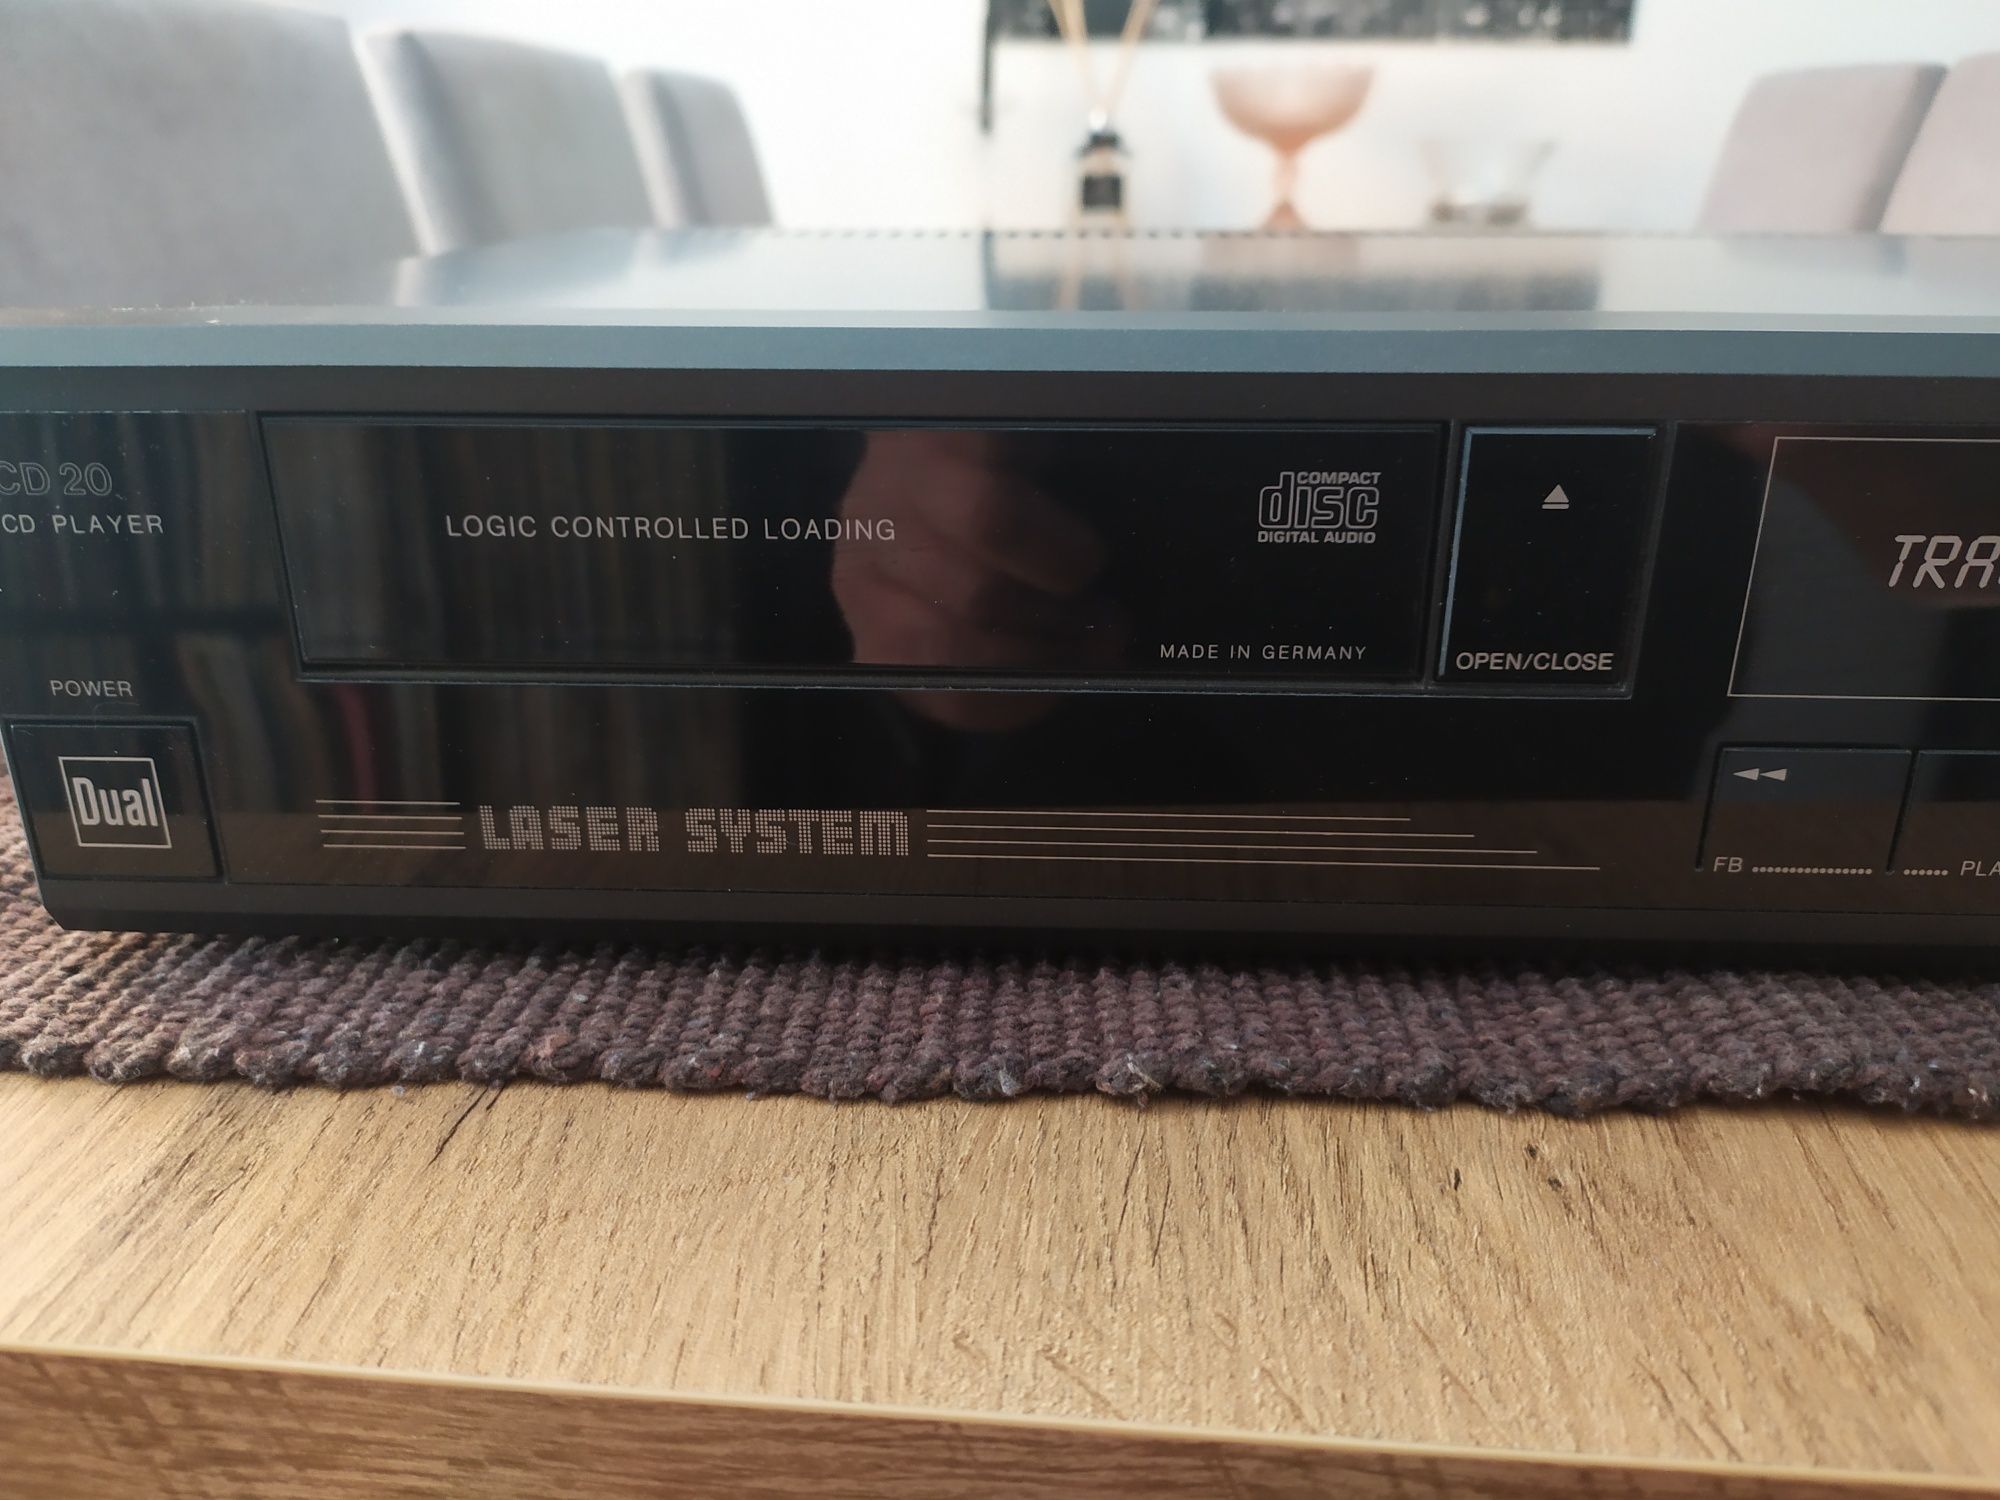 CD 20
CD PLAYER
LOGIC CONTROLLED LOADING
COMPACT
disc
DIGITAL AUDIO
MADE IN GERMANY
OPEN/CLOSE
POWER
Dual
LASER SYSTEM
FB